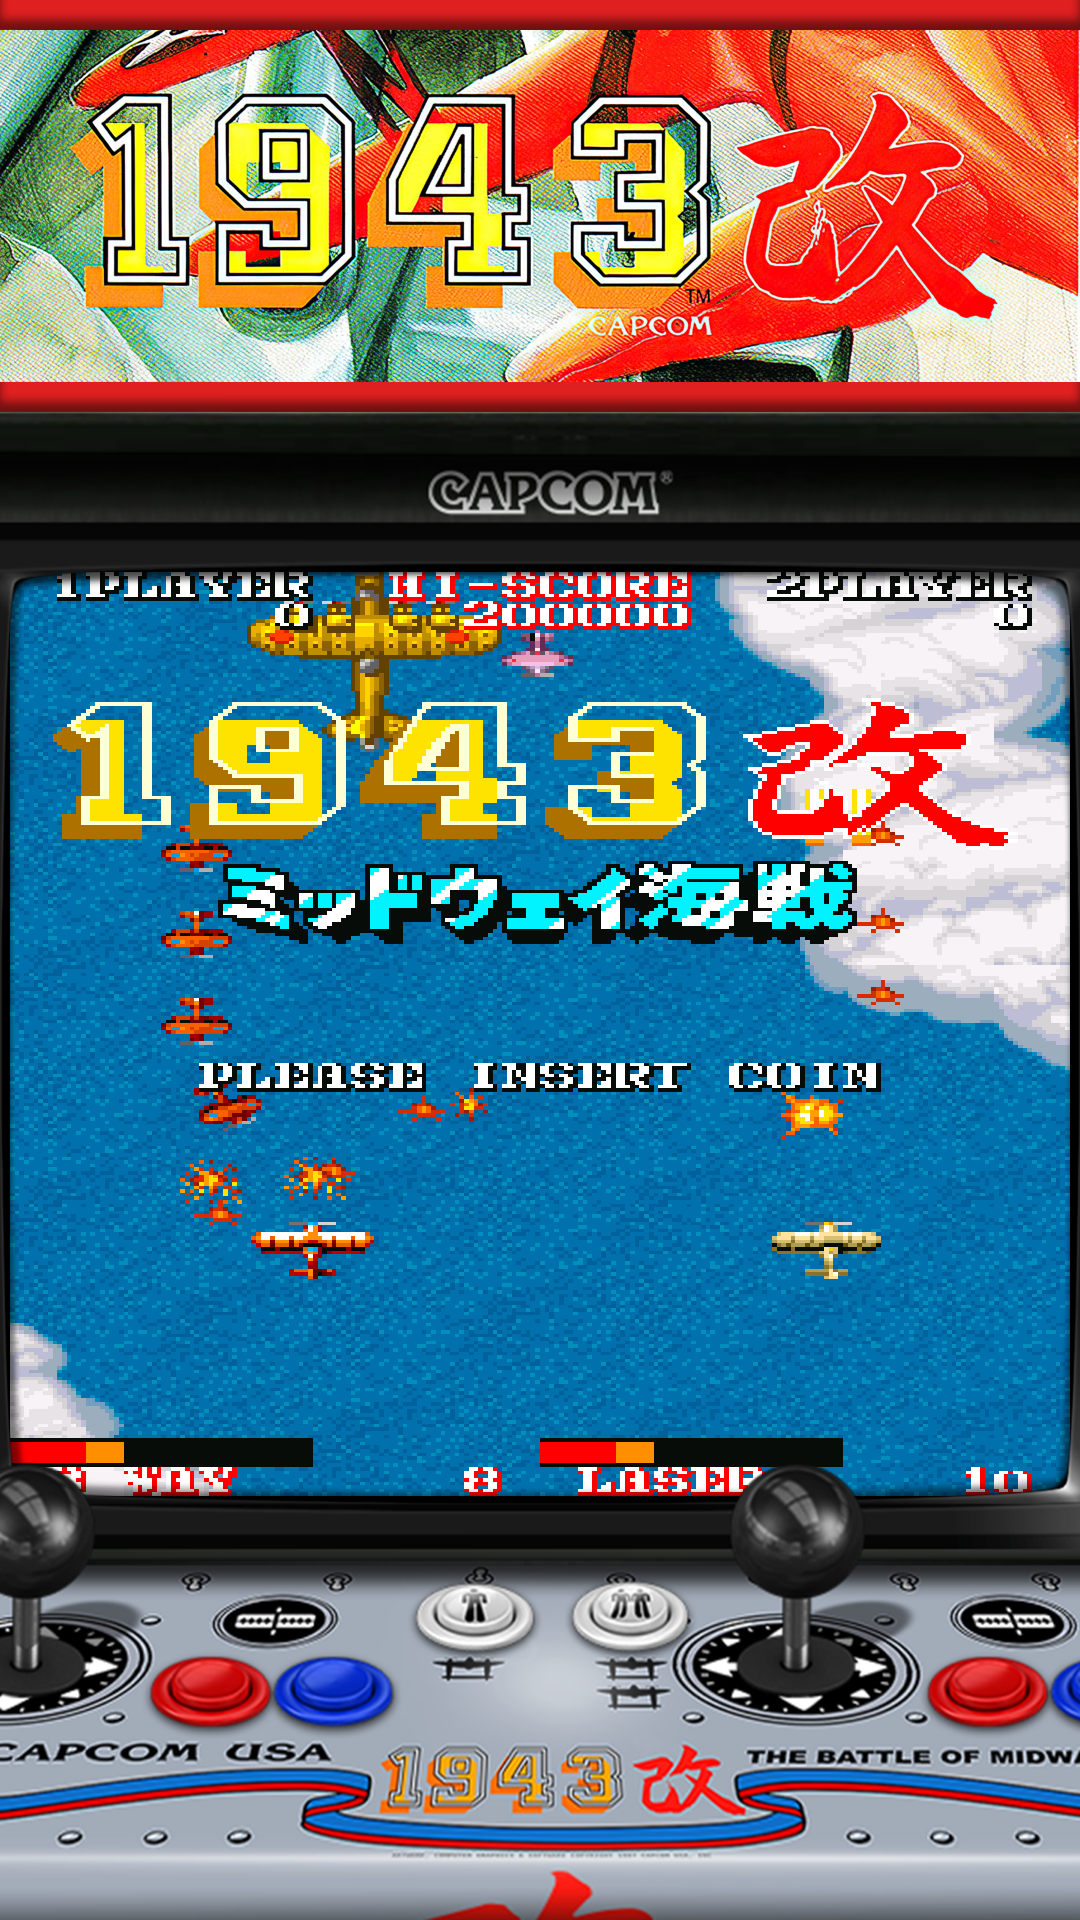 1943改
TM
CAPCOM
CAPCOM®
1PLAYER HI-SCORE 2PLAYER
0 200000 0
1943改
ミッドウェイ海戦
PLEASE INSERT COIN
WAY 8 LASER 10
CAPCOM USA
1943改
THE BATTLE OF MIDWA
改